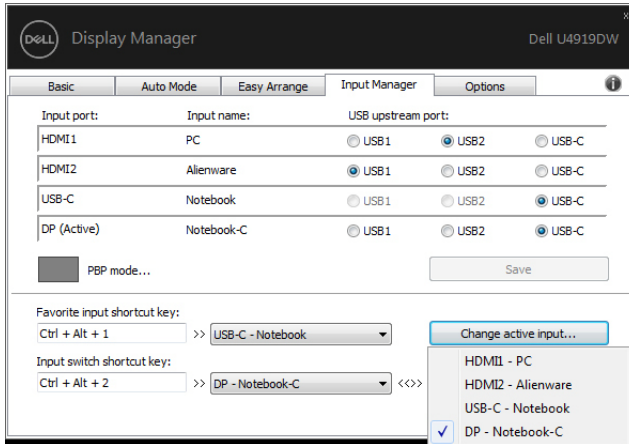 DELL Display Manager Dell U4919DW
Basic Auto Mode Easy Arrange Input Manager Options
Input port: Input name: USB upstream port:
HDMI1 PC USB1 USB2 USB-C
HDMI2 Alienware USB1 USB2 USB-C
USB-C Notebook USB1 USB2 USB-C
DP (Active) Notebook-C USB1 USB2 USB-C
PBP mode... Save
Favorite input shortcut key:
Ctrl + Alt + 1 >> USB-C - Notebook Change active input...
Input switch shortcut key:
Ctrl + Alt + 2 >> DP - Notebook-C <<>>
HDMI1 - PC
HDMI2 - Alienware
USB-C - Notebook
DP - Notebook-C